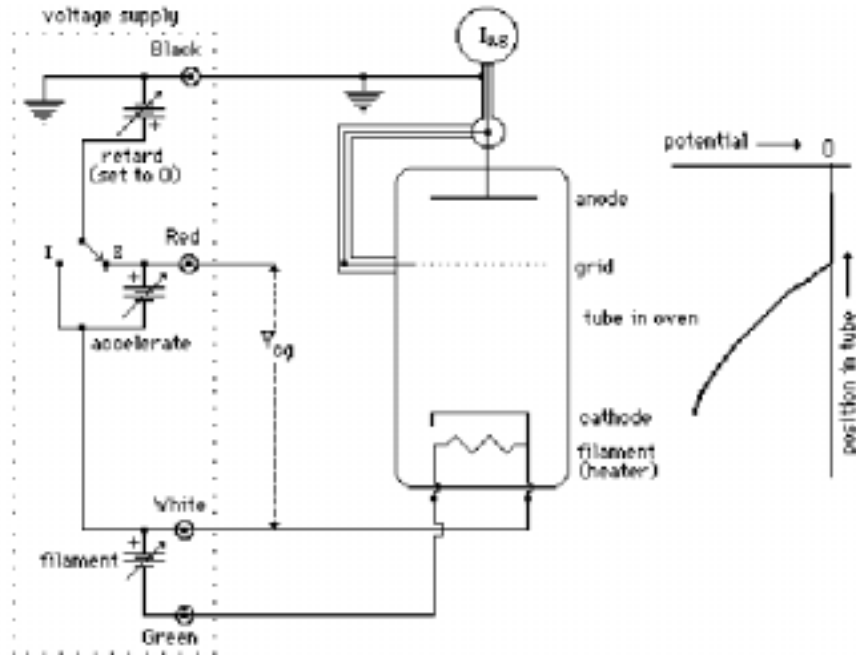 voltage supply
Black
I a,g
retard
(set to 0)
potential
0
anode
Red
I
grid
accelerate
V cg
tube in oven
position in tube
cathode
filament
(heater)
White
filament
Green